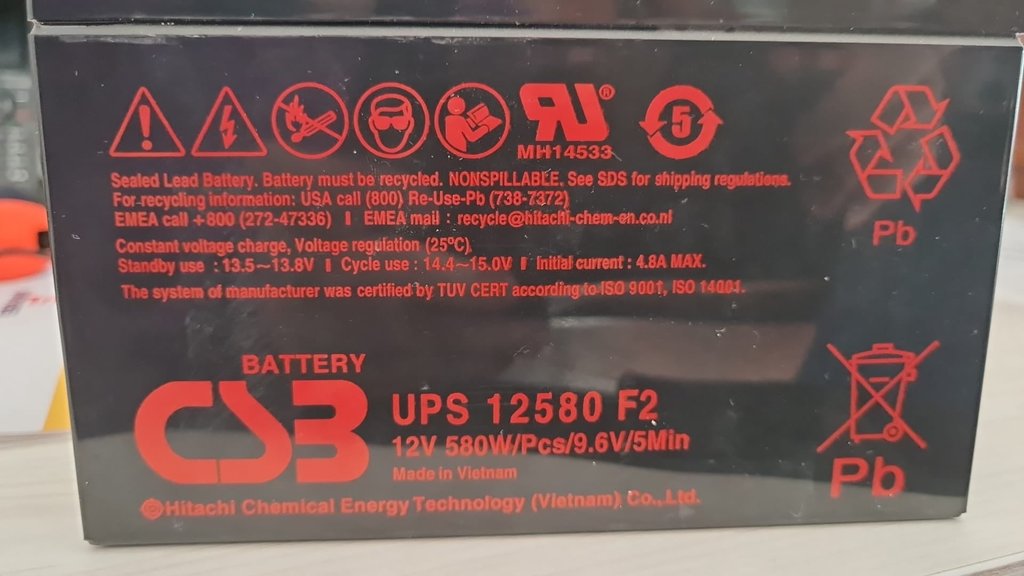 RU®
MH14533
5
Sealed Lead Battery. Battery must be recycled. NONSPILLABLE, See SDS for shipping regulations.
For recycling information: USA call (800) Re-Use-Pb (738-7372)
EMEA call +800 (272-47336) I EMEA mail : recycle@hitachi-chem-en.co.nl
Pb
Constant voltage charge, Voltage regulation (25ºC)
Standby use : 13.5~13.8V I Cycle use : 14.4~15.0V I Initial current : 4.8A MAX.
The system of manufacturer was certified by TUV CERT according to ISO 9001, ISO 14001.
BATTERY
CSB
UPS 12580 F2
12V 580W/Pcs/9.6V/5Min
Made in Vietnam
Pb
Hitachi Chemical Energy Technology (Vietnam) Co., Ltd.